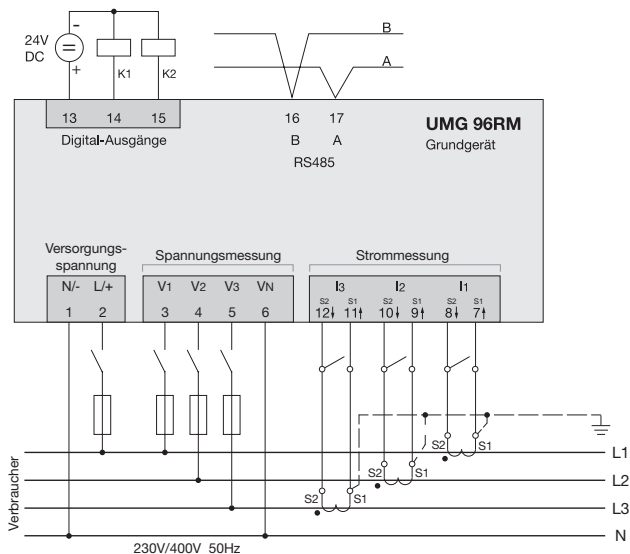 24V
DC
-
+
K1
K2
B
A
13 14 15
Digital-Ausgänge
16 17
B A
RS485
UMG 96RM
Grundgerät
Versorgungs-
spannung
Spannungsmessung
Strommessung
N/- L/+
1 2
V1 V2 V3 VN
3 4 5 6
I3 I2 I1
S2 S1 S2 S1 S2 S1
12 11 10 9 8 7
S2 S1
S2 S1
S2 S1
L1
L2
L3
N
Verbraucher
230V/400V 50Hz